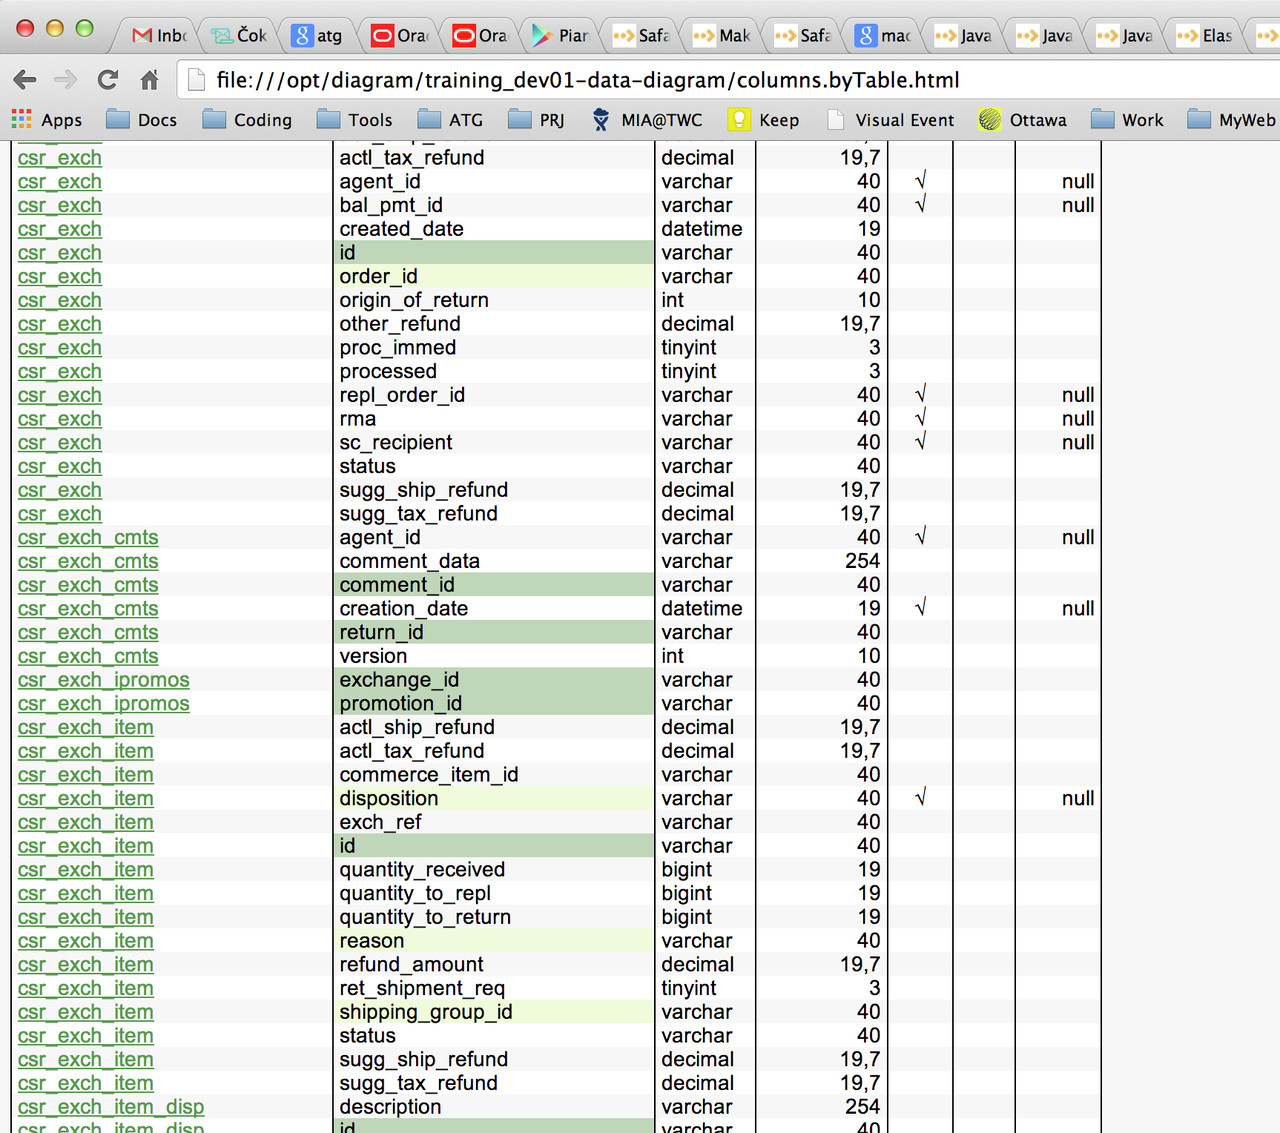 Inbc Čok atg Ora Ora Pian Safa Mak Safa mac Java Java Java Elas
file:///opt/diagram/training_dev01-data-diagram/columns.byTable.html
Apps Docs Coding Tools ATG PRJ MIA@TWC Keep Visual Event Ottawa Work MyWeb
csr_exch actl_tax_refund decimal 19,7
csr_exch agent_id varchar 40 √ null
csr_exch bal_pmt_id varchar 40 √ null
csr_exch created_date datetime 19
csr_exch id varchar 40
csr_exch order_id varchar 40
csr_exch origin_of_return int 10
csr_exch other_refund decimal 19,7
csr_exch proc_immed tinyint 3
csr_exch processed tinyint 3
csr_exch repl_order_id varchar 40 √ null
csr_exch rma varchar 40 √ null
csr_exch sc_recipient varchar 40 √ null
csr_exch status varchar 40
csr_exch sugg_ship_refund decimal 19,7
csr_exch sugg_tax_refund decimal 19,7
csr_exch_cmts agent_id varchar 40 √ null
csr_exch_cmts comment_data varchar 254
csr_exch_cmts comment_id varchar 40
csr_exch_cmts creation_date datetime 19 √ null
csr_exch_cmts return_id varchar 40
csr_exch_cmts version int 10
csr_exch_ipromos exchange_id varchar 40
csr_exch_ipromos promotion_id varchar 40
csr_exch_item actl_ship_refund decimal 19,7
csr_exch_item actl_tax_refund decimal 19,7
csr_exch_item commerce_item_id varchar 40
csr_exch_item disposition varchar 40 √ null
csr_exch_item exch_ref varchar 40
csr_exch_item id varchar 40
csr_exch_item quantity_received bigint 19
csr_exch_item quantity_to_repl bigint 19
csr_exch_item quantity_to_return bigint 19
csr_exch_item reason varchar 40
csr_exch_item refund_amount decimal 19,7
csr_exch_item ret_shipment_req tinyint 3
csr_exch_item shipping_group_id varchar 40
csr_exch_item status varchar 40
csr_exch_item sugg_ship_refund decimal 19,7
csr_exch_item sugg_tax_refund decimal 19,7
csr_exch_item_disp description varchar 254
csr_exch_item_disp id varchar 40